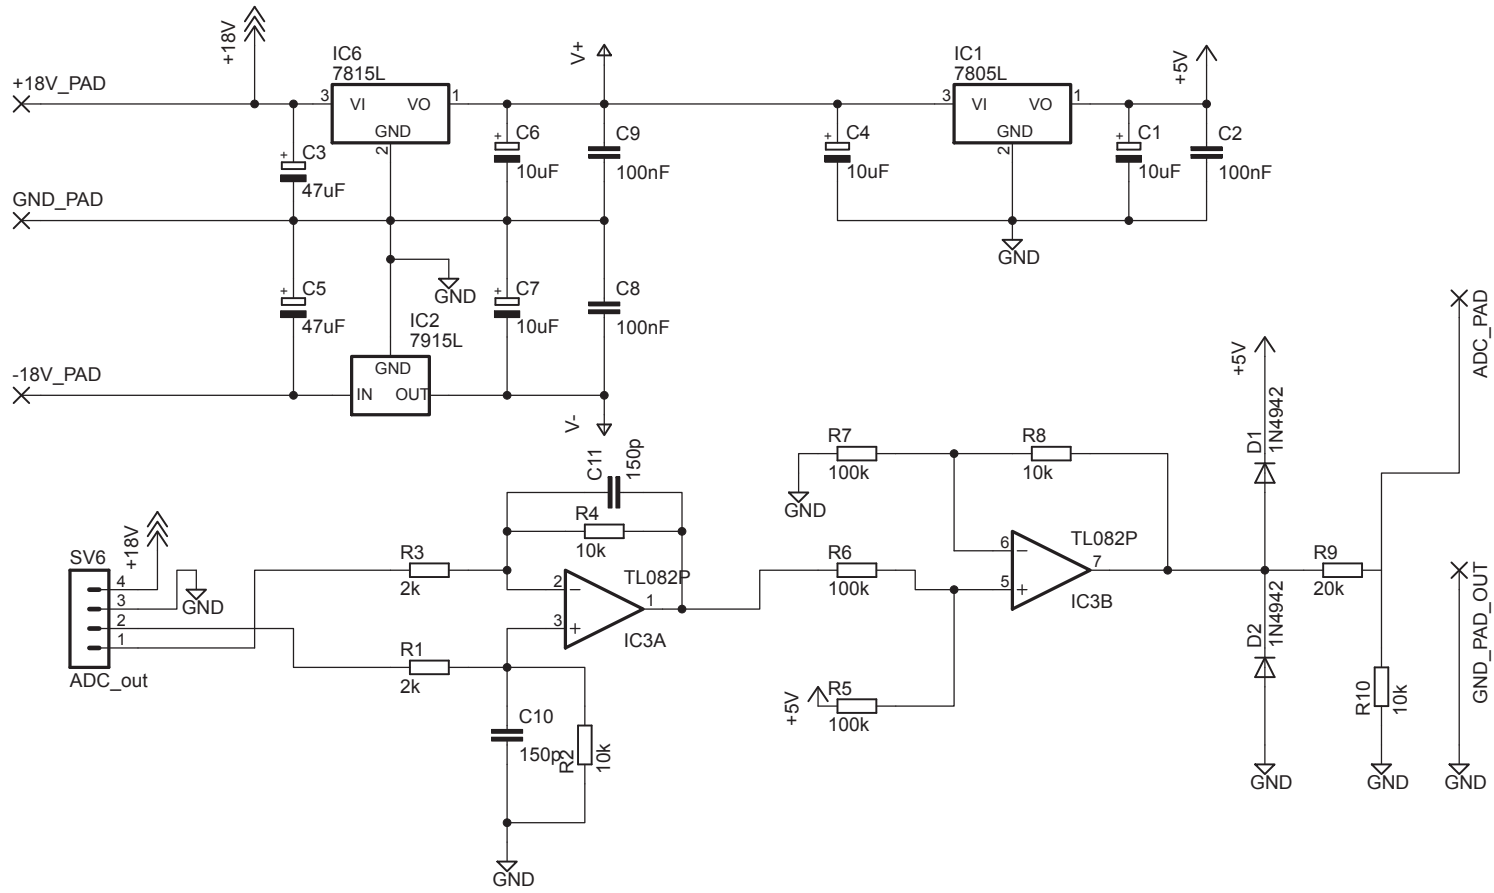 +18V
IC6
7815L
V+
IC1
7805L
+5V
+18V_PAD
3
VI
VO
1
3
VI
VO
1
GND
2
GND
2
+
C3
47uF
+
C6
10uF
C9
100nF
+
C4
10uF
+
C1
10uF
C2
100nF
GND_PAD
GND
GND
+
C5
47uF
+
C7
10uF
C8
100nF
IC2
7915L
GND
IN
OUT
-18V_PAD
V-
ADC_PAD
+5V
D1
1N4942
R7
100k
R8
10k
GND
C11
150p
R4
10k
+18V
SV6
4
3
2
1
GND
ADC_out
R3
2k
R1
2k
TL082P
2
−
3
+
1
IC3A
R6
100k
TL082P
6
−
5
+
7
IC3B
R5
100k
+5V
D2
1N4942
R9
20k
R10
10k
GND_PAD_OUT
C10
150p
R2
10k
GND
GND
GND
GND